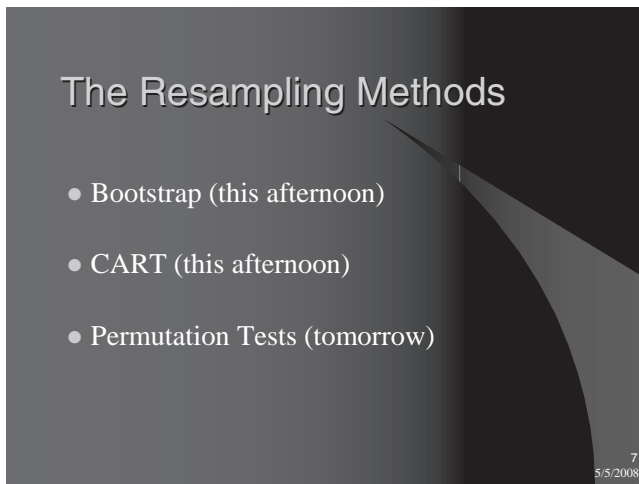 The Resampling Methods
Bootstrap (this afternoon)
CART (this afternoon)
Permutation Tests (tomorrow)
7
5/5/2008